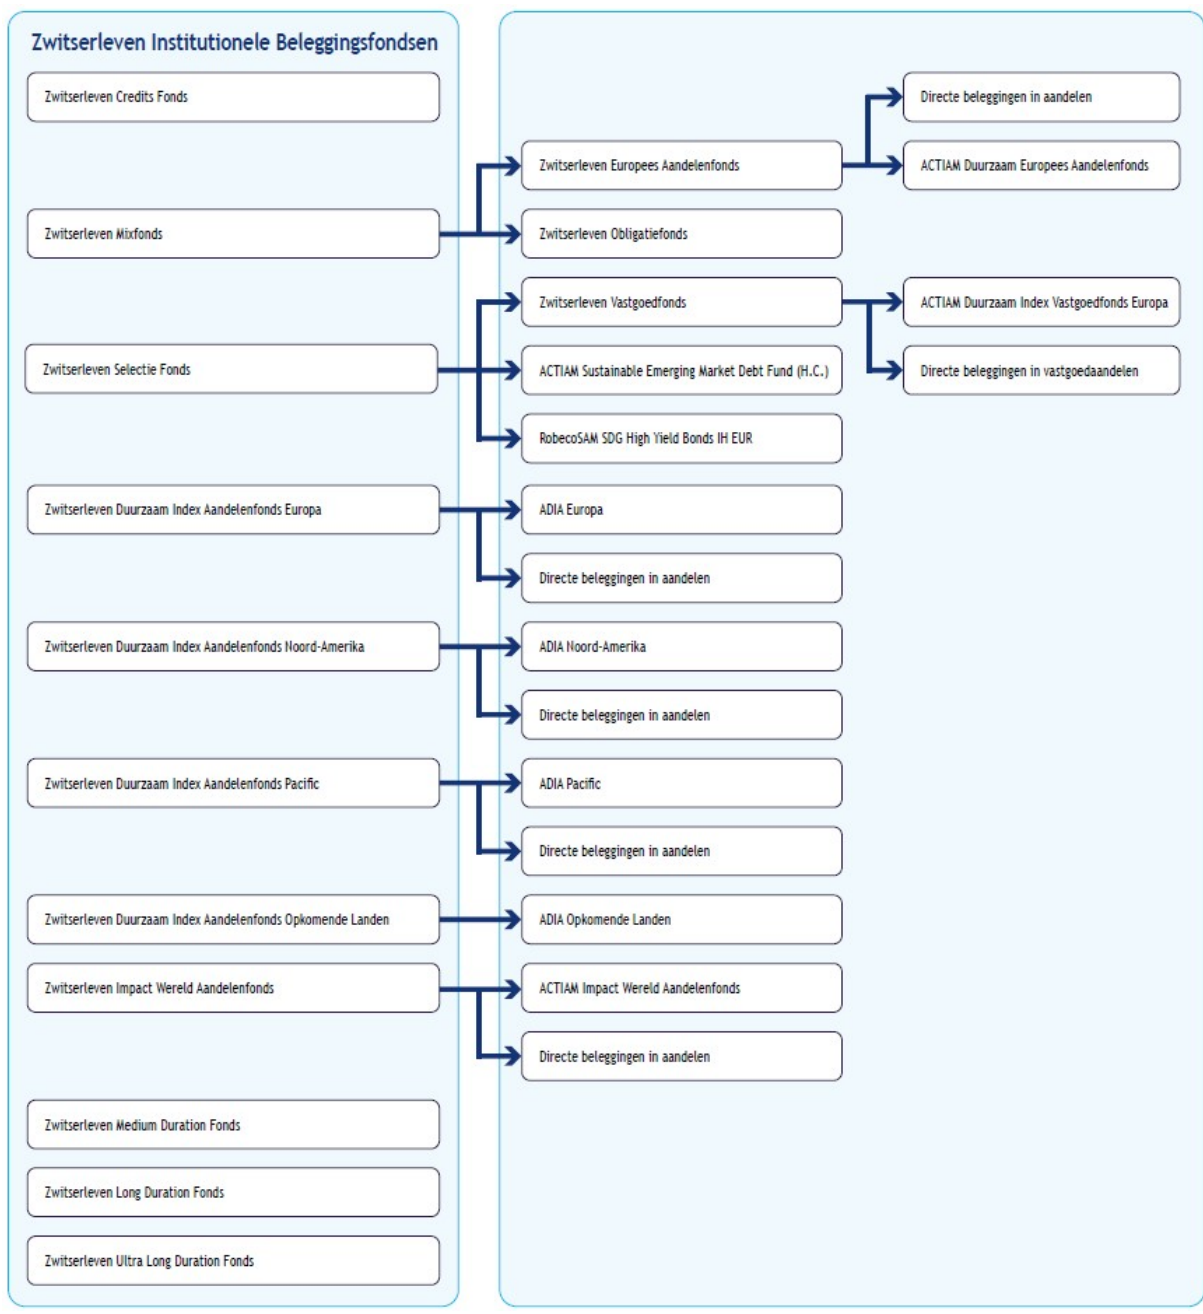 Zwitserleven Institutionele Beleggingsfondsen
Zwitserleven Credits Fonds
Directe beleggingen in aandelen
Zwitserleven Europees Aandelenfonds
ACTIAM Duurzaam Europees Aandelenfonds
Zwitserleven Mixfonds
Zwitserleven Obligatiefonds
Zwitserleven Vastgoedfonds
ACTIAM Duurzaam Index Vastgoedfonds Europa
Zwitserleven Selectie Fonds
ACTIAM Sustainable Emerging Market Debt Fund (H.C.)
Directe beleggingen in vastgoedaandelen
RobecoSAM SDG High Yield Bonds IH EUR
Zwitserleven Duurzaam Index Aandelenfonds Europa
ADIA Europa
Directe beleggingen in aandelen
Zwitserleven Duurzaam Index Aandelenfonds Noord-Amerika
ADIA Noord-Amerika
Directe beleggingen in aandelen
Zwitserleven Duurzaam Index Aandelenfonds Pacific
ADIA Pacific
Directe beleggingen in aandelen
Zwitserleven Duurzaam Index Aandelenfonds Opkomende Landen
ADIA Opkomende Landen
Zwitserleven Impact Wereld Aandelenfonds
ACTIAM Impact Wereld Aandelenfonds
Directe beleggingen in aandelen
Zwitserleven Medium Duration Fonds
Zwitserleven Long Duration Fonds
Zwitserleven Ultra Long Duration Fonds